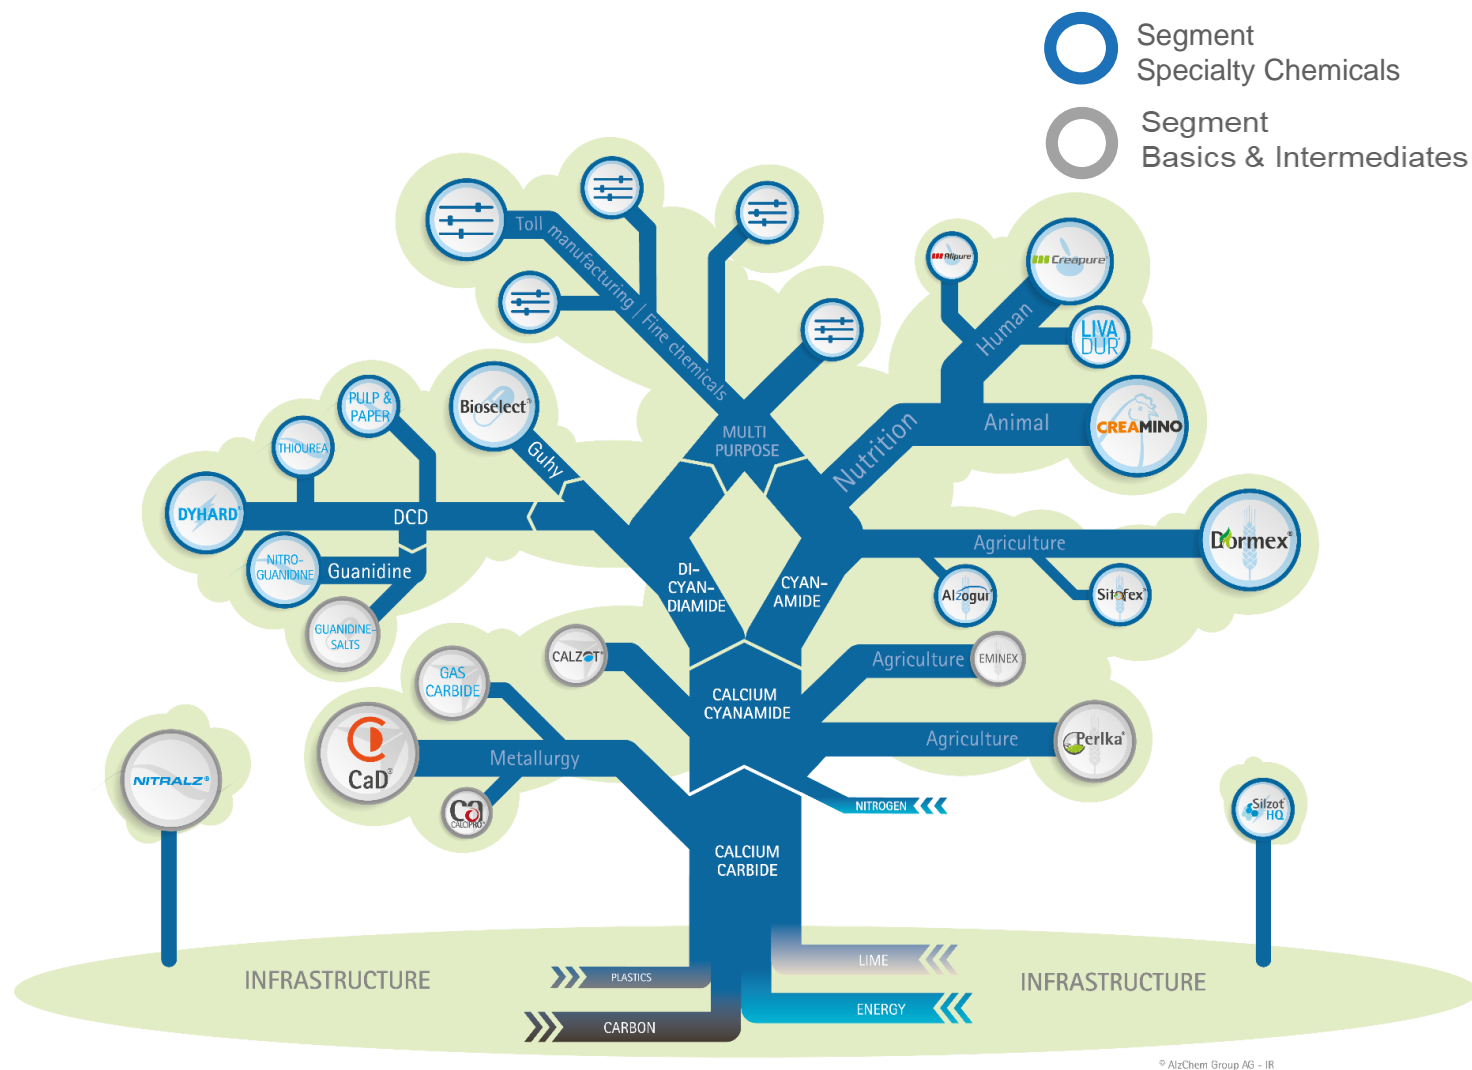 Segment
Specialty Chemicals
Segment
Basics & Intermediates
Toll manufacturing | Fine chemicals
Alipure®
Creapure®
Human
LIVA
DUR®
PULP &
PAPER
Bioselect®
THIOUREA
Guhy
MULTI
PURPOSE
Nutrition
Animal
CREAMINO
DYHARD®
DCD
NITRO-
GUANIDINE
Guanidine
GUANIDINE-
SALTS
DI-
CYAN-
DIAMIDE
CYAN-
AMIDE
Agriculture
Dormex®
Alzogur®
Sitofex®
CALZOT®
Agriculture
EMINEX
GAS
CARBIDE
CALCIUM
CYANAMIDE
Agriculture
Perlka®
CaD®
Metallurgy
Ca
CALCIPRO®
NITROGEN
NITRALZ®
Silzot®
HQ
CALCIUM
CARBIDE
INFRASTRUCTURE
PLASTICS
LIME
INFRASTRUCTURE
CARBON
ENERGY
© AlzChem Group AG - IR